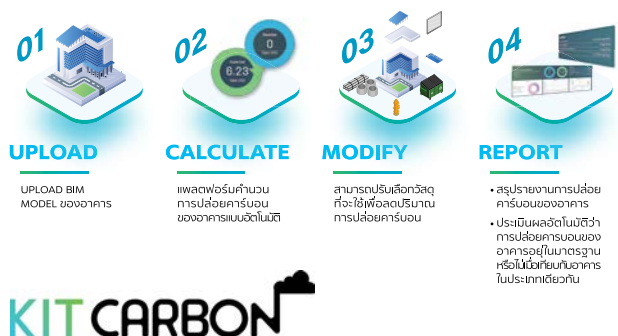 01
UPLOAD
UPLOAD BIM
MODEL ของอาคาร
02
0
6.23
CALCULATE
แพลตฟอร์มคำนวน
การปล่อยคาร์บอน
ของอาคารแบบอัตโนมัติ
03
MODIFY
สามารถปรับเลือกวัสดุ
ที่จะใช้เพื่อลดปริมาณ
การปล่อยคาร์บอน
04
REPORT
• สรุปรายงานการปล่อย
คาร์บอนของอาคาร
• ประเมินผลอัตโนมัติว่า
การปล่อยคารบอนของ
อาคารอยู่ในมาตรฐาน
หรือไม่เมื่อเทียบกับอาคาร
ในประเภทเดียวกัน
KIT CARBON